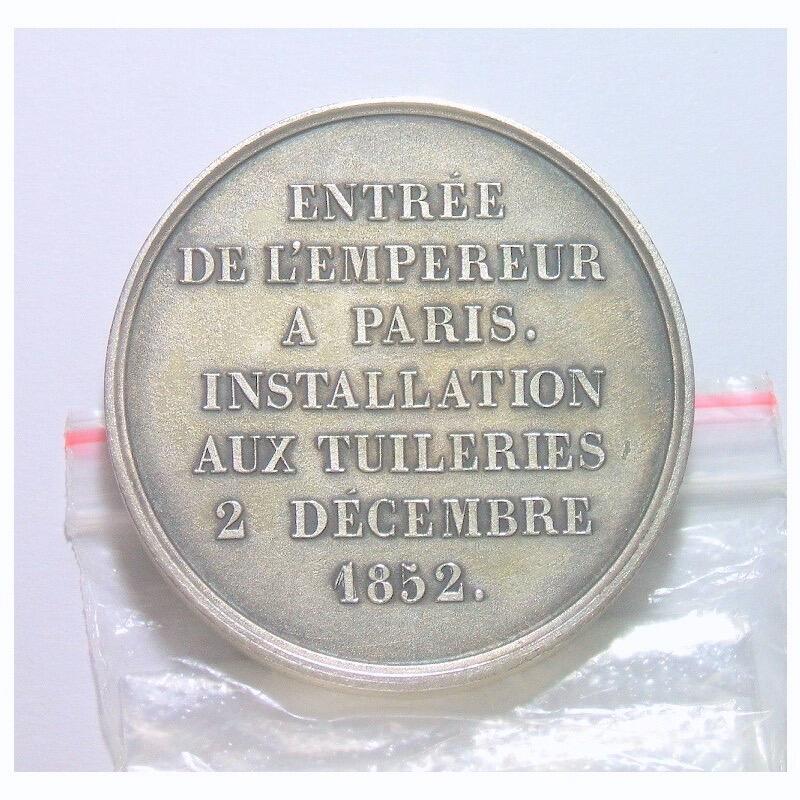 ENTRÉE
DE L'EMPEREUR
A PARIS.
INSTALLATION
AUX TUILERIES
2 DÉCEMBRE
1852.